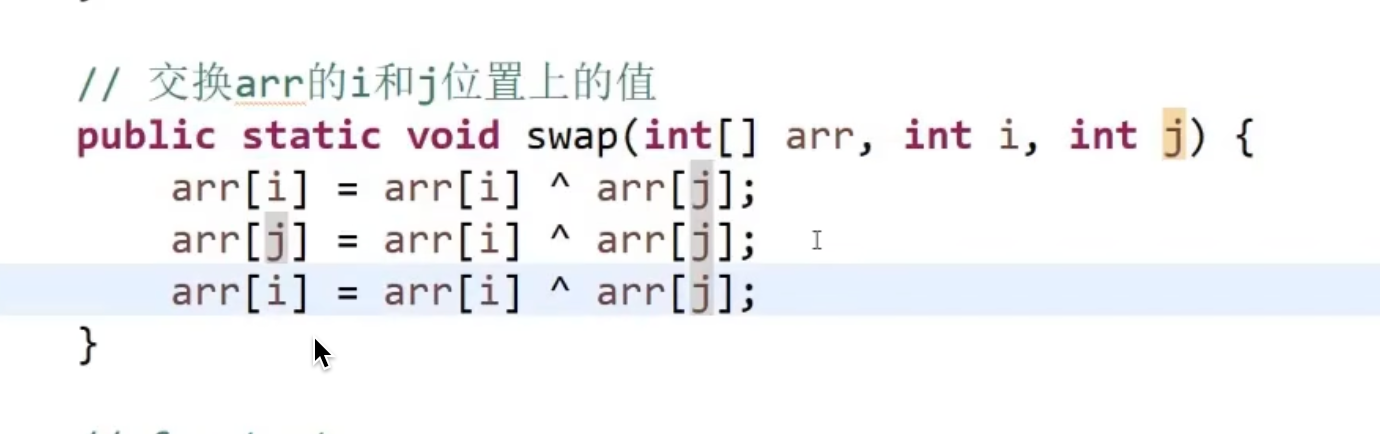 // 交换arr的i和j位置上的值
public static void swap(int[] arr, int i, int j) {
arr[i] = arr[i] ^ arr[j];
arr[j] = arr[i] ^ arr[j];
arr[i] = arr[i] ^ arr[j];
}